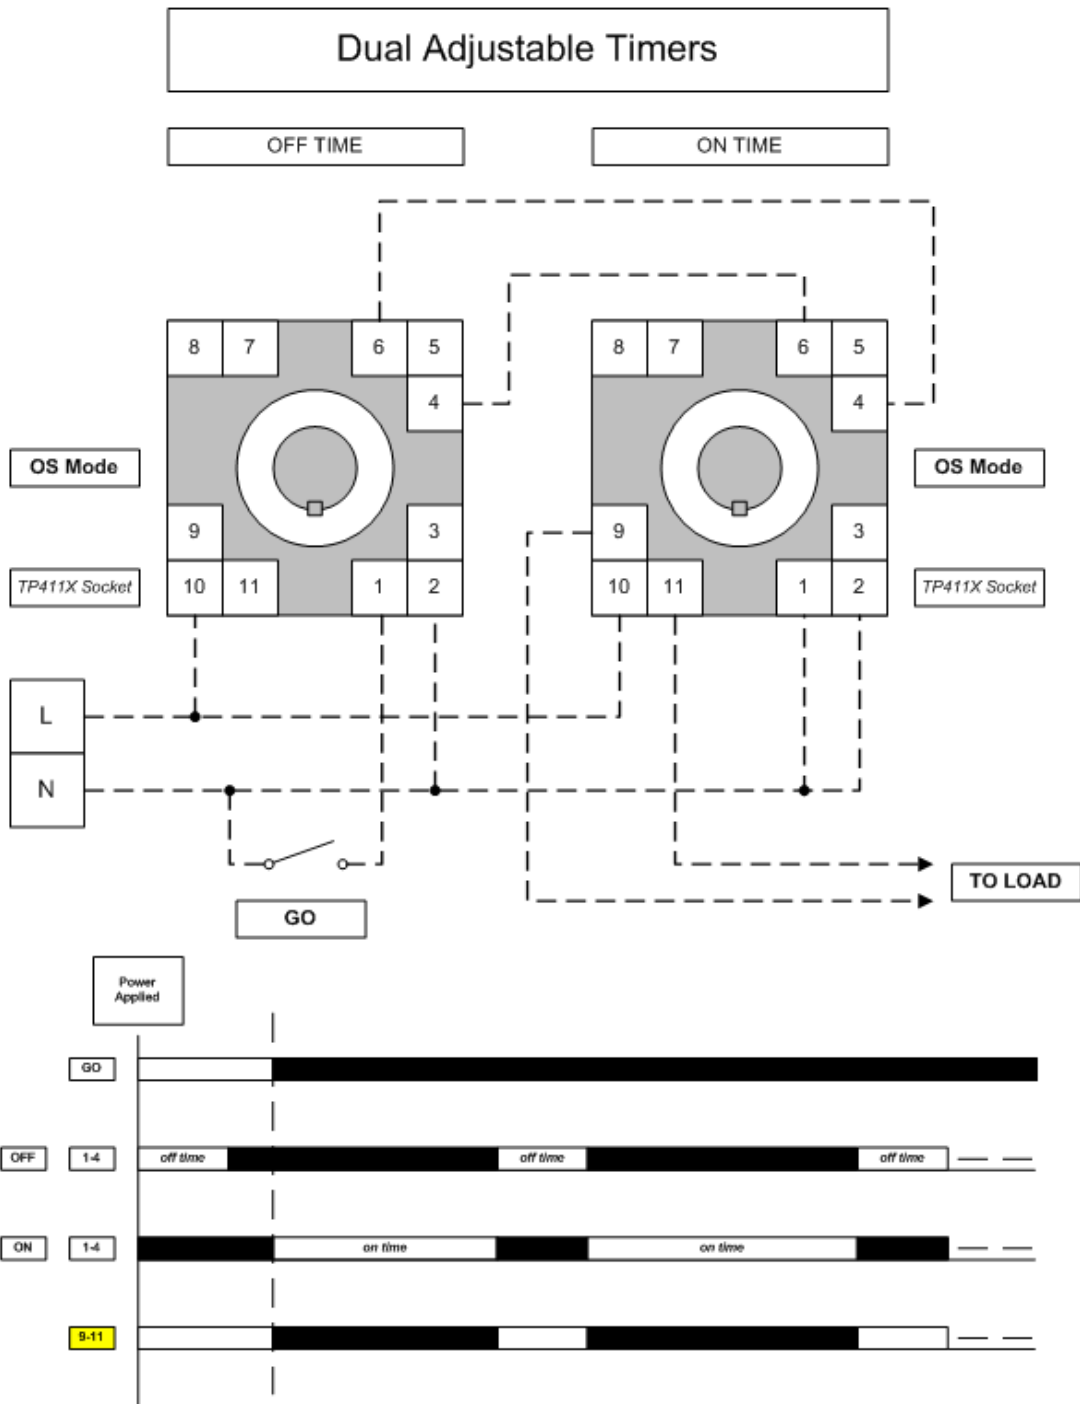 Dual Adjustable Timers
OFF TIME
ON TIME
8 7 6 5
8 7 6 5
4
4
OS Mode
OS Mode
9 3
9 3
TP411X Socket
10 11 1 2
10 11 1 2
TP411X Socket
L
N
TO LOAD
GO
Power
Applied
GO
OFF 1-4 off time off time off time
ON 1-4 on time on time
9-11